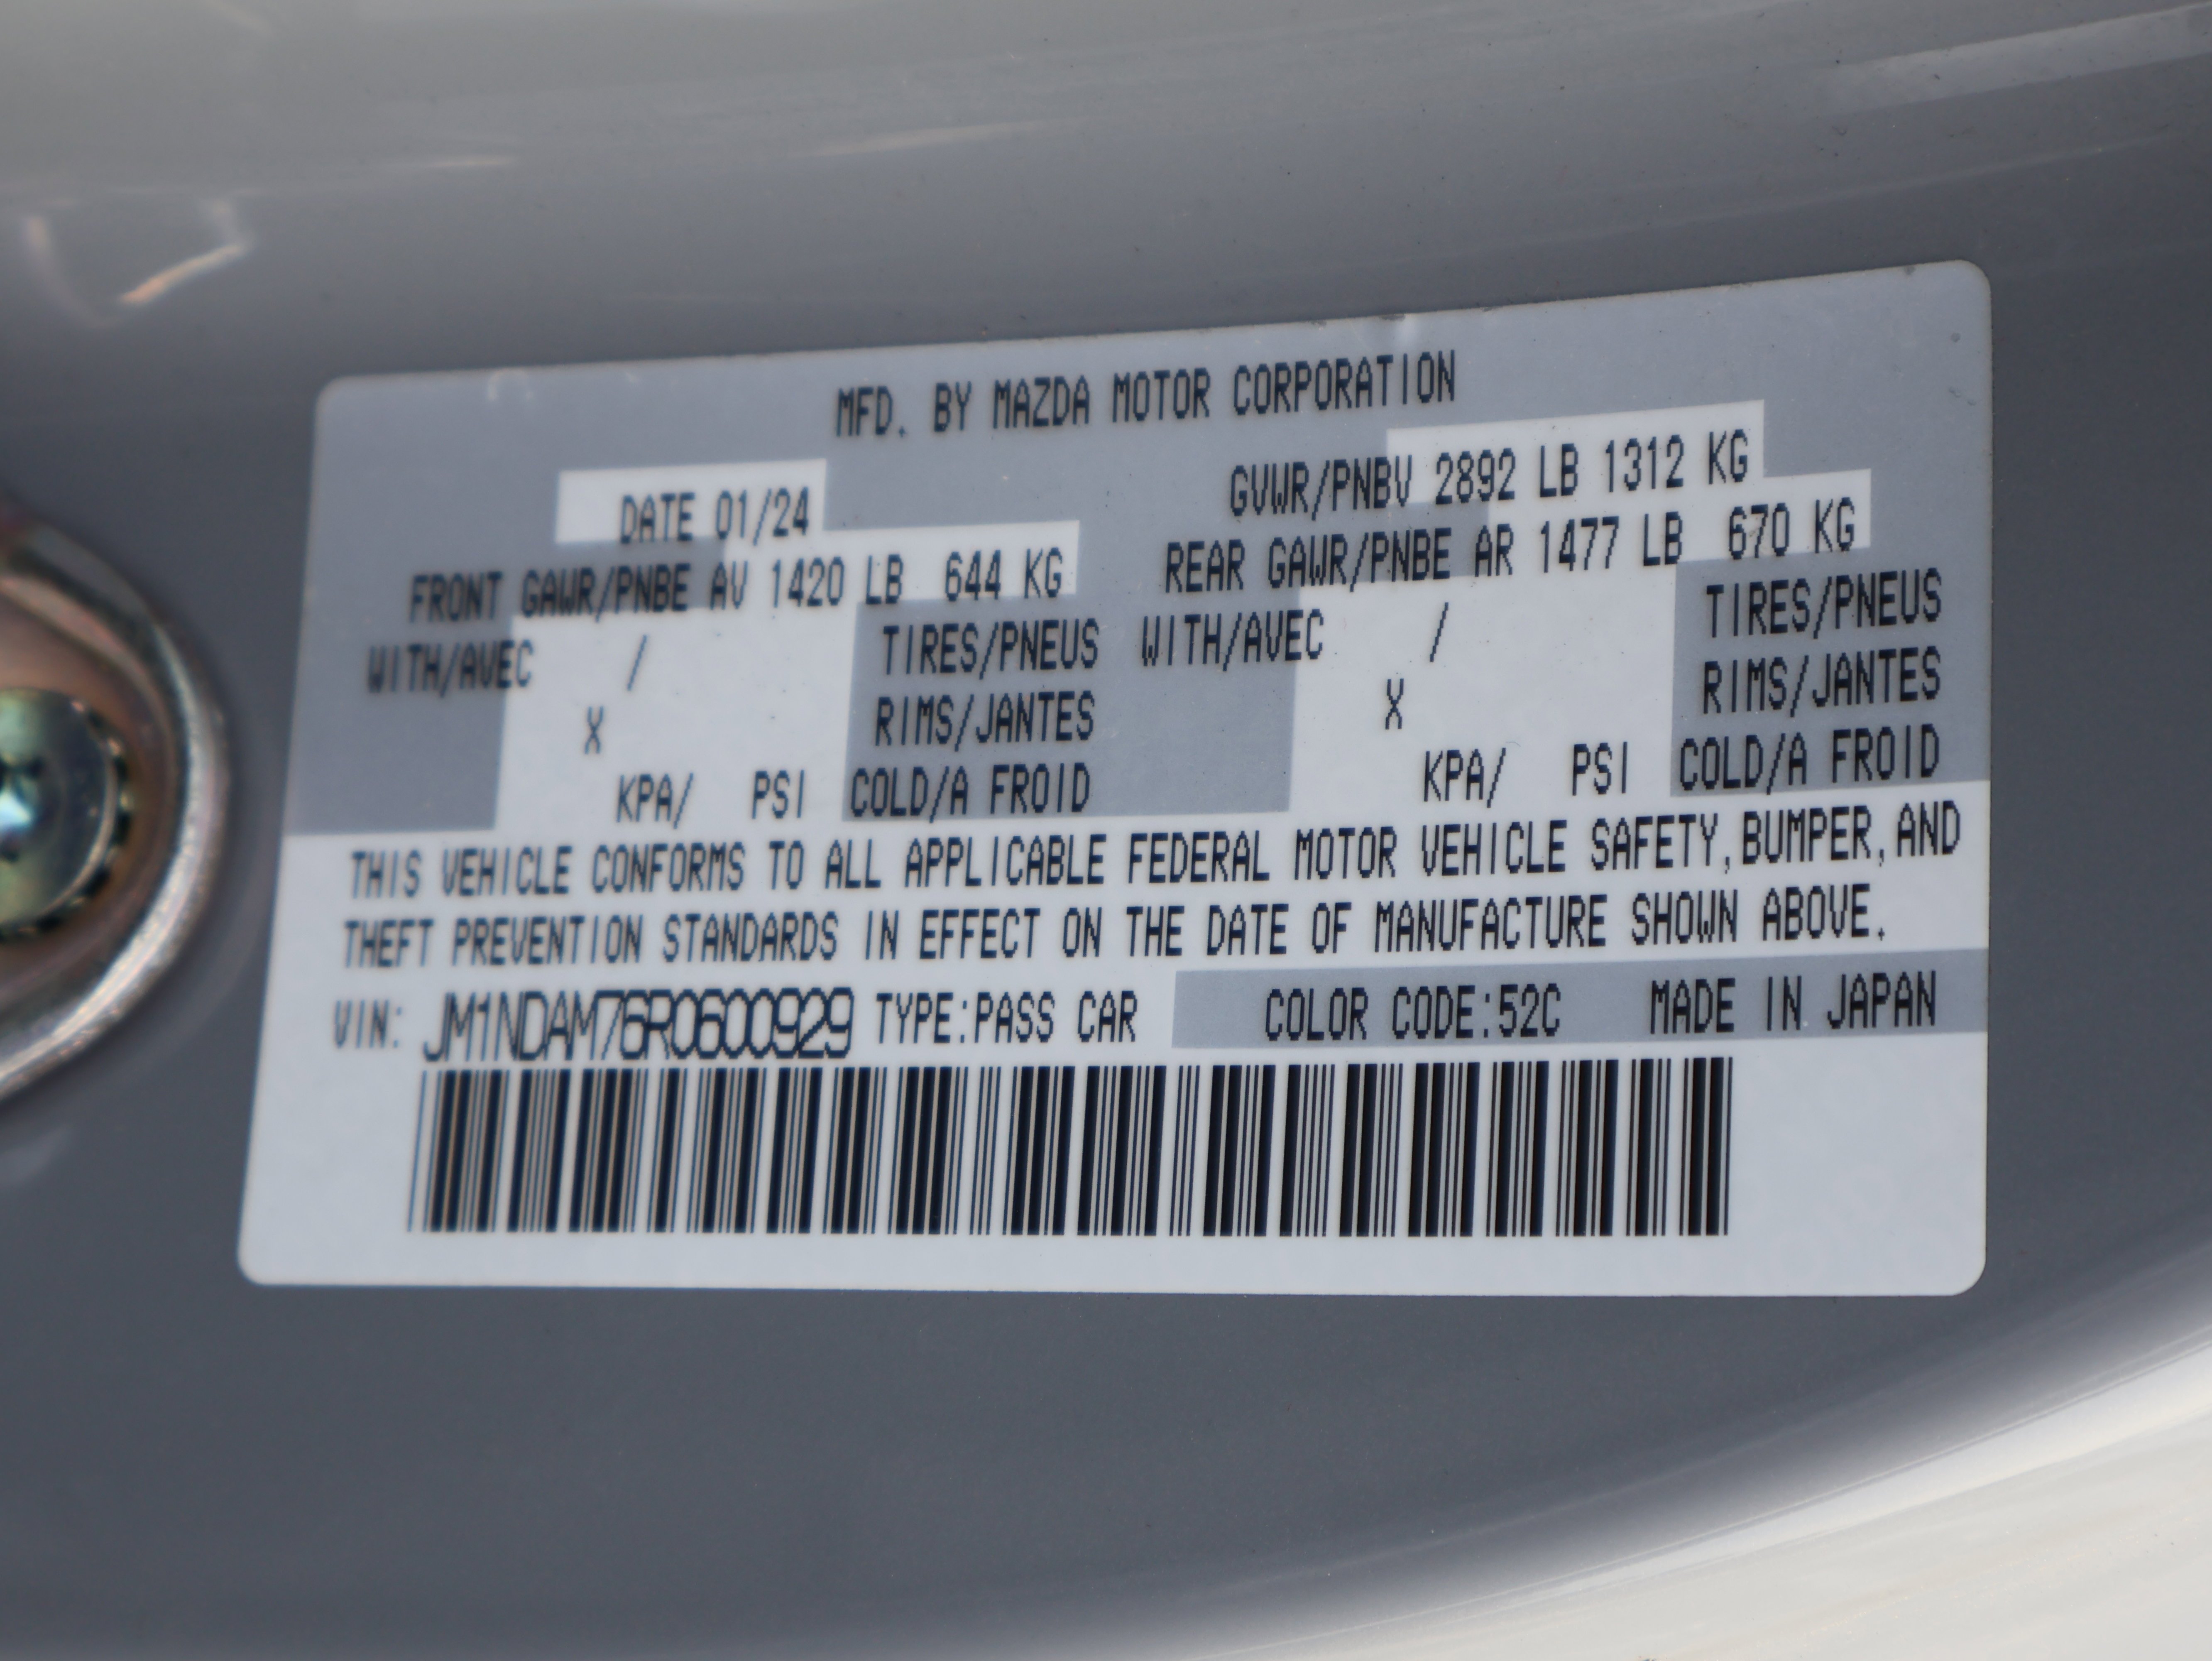 MFD. BY MAZDA MOTOR CORPORATION
DATE 01/24 GVWR/PNBV 2892 LB 1312 KG
FRONT GAWR/PNBE AV 1420 LB 644 KG REAR GAWR/PNBE AR 1477 LB 670 KG
WITH/AVEC / TIRES/PNEUS WITH/AVEC / TIRES/PNEUS
X RIMS/JANTES X RIMS/JANTES
KPA/ PSI COLD/A FROID KPA/ PSI COLD/A FROID
THIS VEHICLE CONFORMS TO ALL APPLICABLE FEDERAL MOTOR VEHICLE SAFETY, BUMPER, AND
THEFT PREVENTION STANDARDS IN EFFECT ON THE DATE OF MANUFACTURE SHOWN ABOVE.
VIN: JM1NDAM76R0600929 TYPE:PASS CAR COLOR CODE:52C MADE IN JAPAN